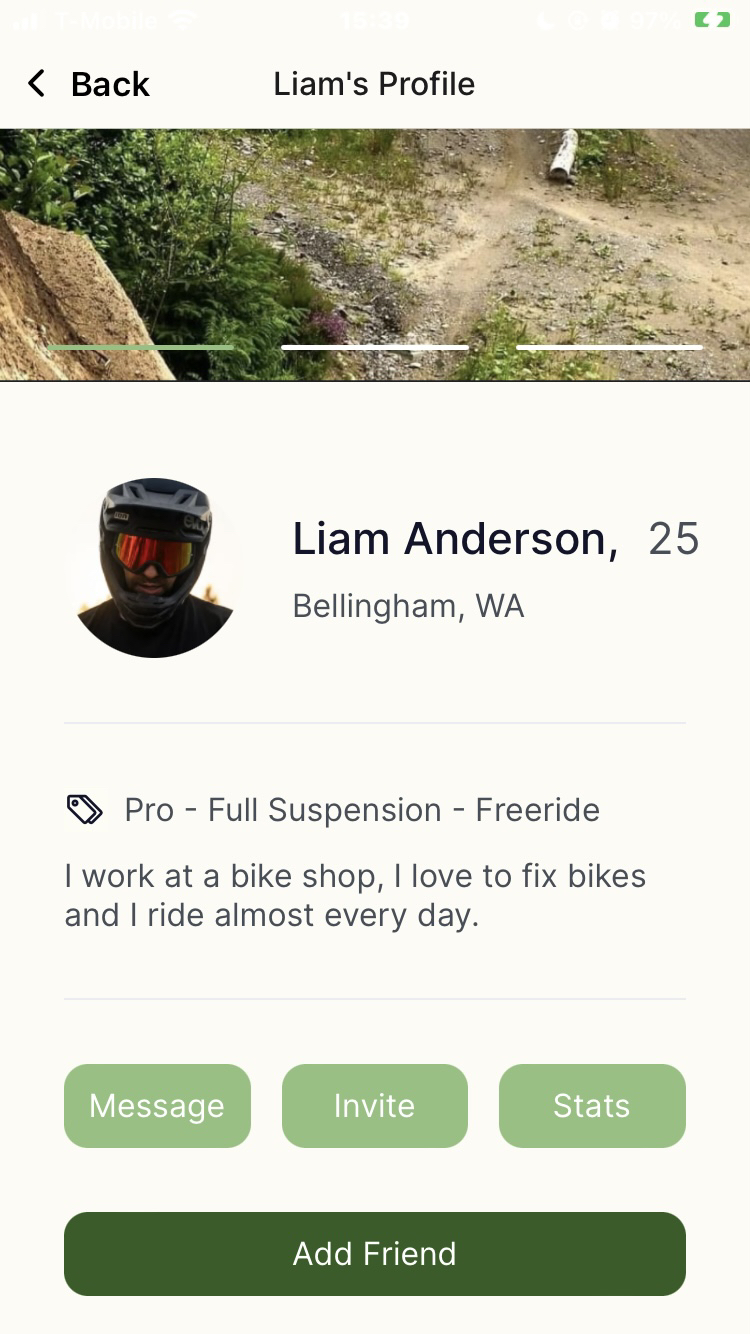 T-Mobile 15:39 97%
Back Liam's Profile
Liam Anderson, 25
Bellingham, WA
Pro - Full Suspension - Freeride
I work at a bike shop, I love to fix bikes
and I ride almost every day.
Message Invite Stats
Add Friend